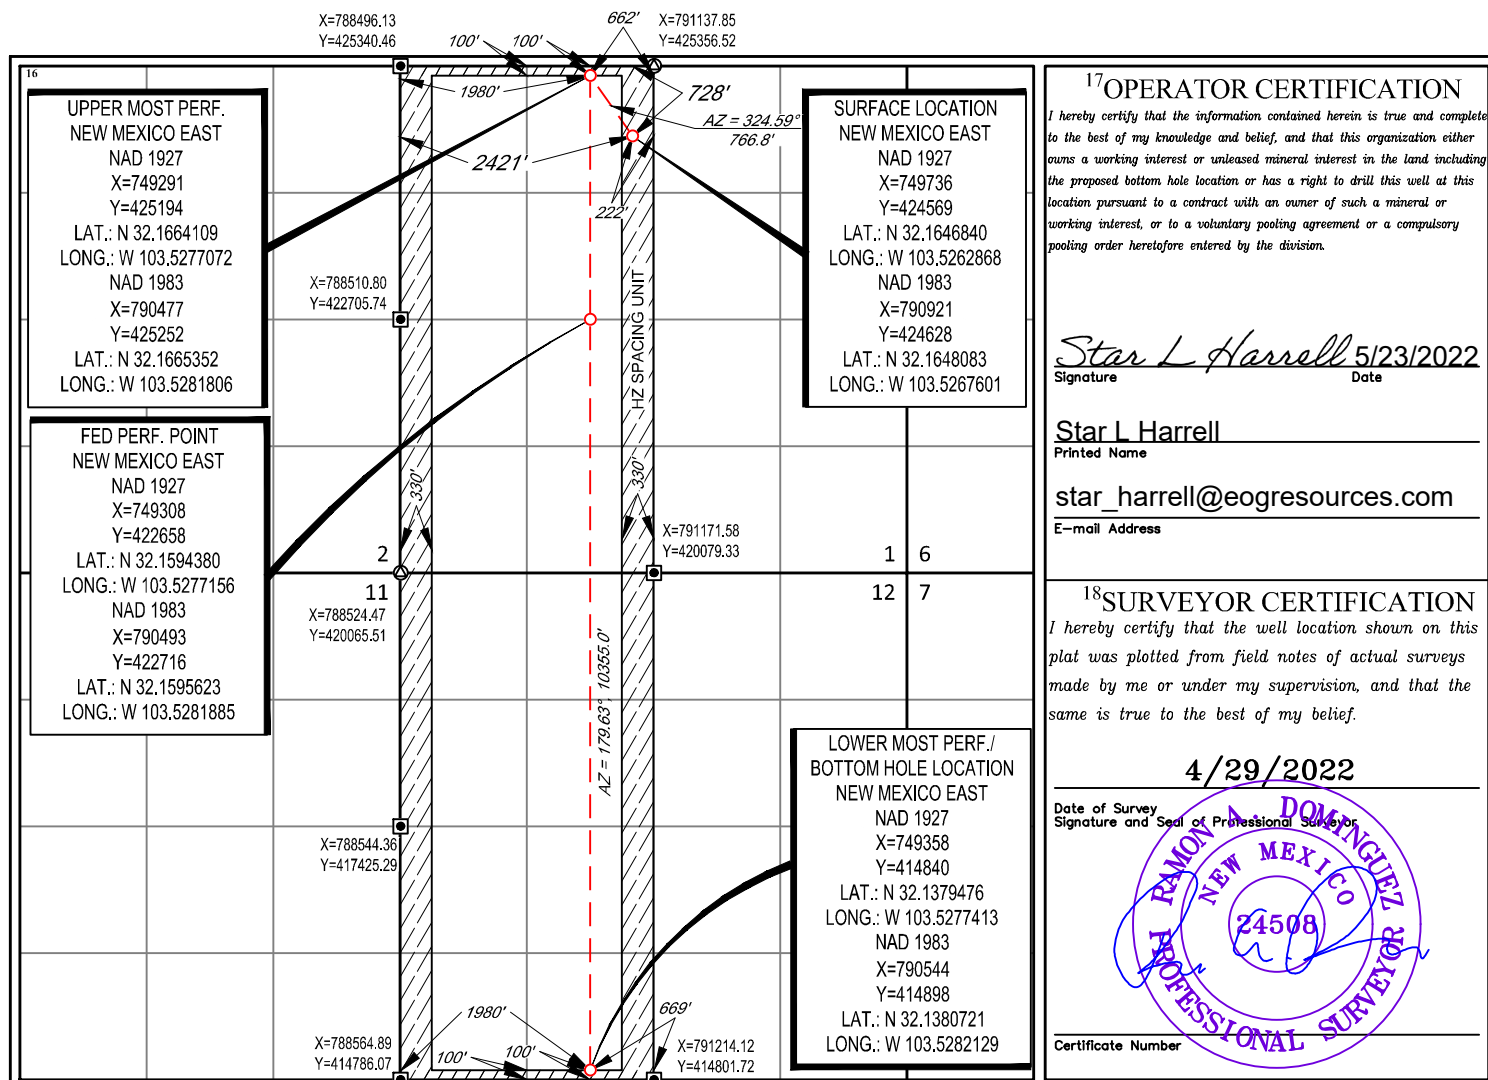 X=788496.13
Y=425340.46
100'
100'
662'
X=791137.85
Y=425356.52
16
1980'
728'
AZ = 324.59°
766.8'
2421'
222'
UPPER MOST PERF.
NEW MEXICO EAST
NAD 1927
X=749291
Y=425194
LAT.: N 32.1664109
LONG.: W 103.5277072
NAD 1983
X=790477
Y=425252
LAT.: N 32.1665352
LONG.: W 103.5281806
SURFACE LOCATION
NEW MEXICO EAST
NAD 1927
X=749736
Y=424569
LAT.: N 32.1646840
LONG.: W 103.5262868
NAD 1983
X=790921
Y=424628
LAT.: N 32.1648083
LONG.: W 103.5267601
X=788510.80
Y=422705.74
HZ SPACING UNIT
FED PERF. POINT
NEW MEXICO EAST
NAD 1927
X=749308
Y=422658
LAT.: N 32.1594380
LONG.: W 103.5277156
NAD 1983
X=790493
Y=422716
LAT.: N 32.1595623
LONG.: W 103.5281885
330'
330'
X=791171.58
Y=420079.33
2
1
6
11
12
7
X=788524.47
Y=420065.51
AZ = 179.63° 10355.0'
X=788544.36
Y=417425.29
LOWER MOST PERF./
BOTTOM HOLE LOCATION
NEW MEXICO EAST
NAD 1927
X=749358
Y=414840
LAT.: N 32.1379476
LONG.: W 103.5277413
NAD 1983
X=790544
Y=414898
LAT.: N 32.1380721
LONG.: W 103.5282129
1980'
669'
100'
100'
X=788564.89
Y=414786.07
X=791214.12
Y=414801.72
17OPERATOR CERTIFICATION
I hereby certify that the information contained herein is true and complete
to the best of my knowledge and belief, and that this organization either
owns a working interest or unleased mineral interest in the land including
the proposed bottom hole location or has a right to drill this well at this
location pursuant to a contract with an owner of such a mineral or
working interest, or to a voluntary pooling agreement or a compulsory
pooling order heretofore entered by the division.
Star L Harrell 5/23/2022
Signature Date
Star L Harrell
Printed Name
star_harrell@eogresources.com
E-mail Address
18SURVEYOR CERTIFICATION
I hereby certify that the well location shown on this
plat was plotted from field notes of actual surveys
made by me or under my supervision, and that the
same is true to the best of my belief.
4/29/2022
Date of Survey
Signature and Seal of Professional Surveyor
RAMON A. DOMINGUEZ
NEW MEXICO
24508
PROFESSIONAL SURVEYOR
Certificate Number